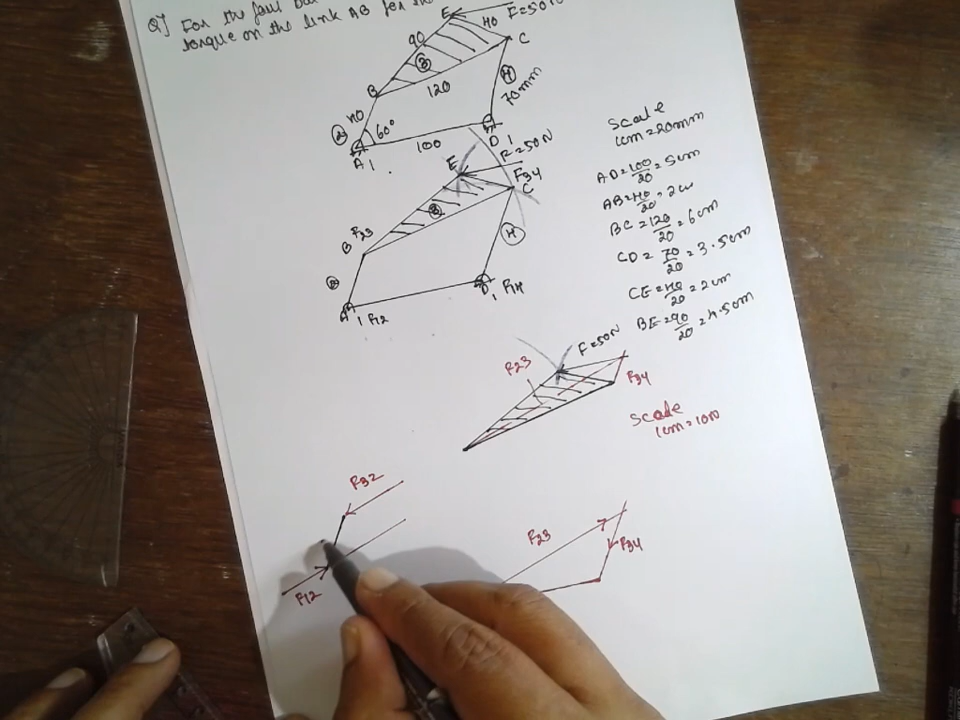 Q] For the four bar
torque on the link AB for the
E
40
F=50N
90
3
C
B
120
4
70mm
40
2
60°
A 1
100
D 1
F=50N
E
F34
C
3
B F23
4
2
A 1 F12
D 1 F14
Scale
1cm=20mm
AD=100/20=5cm
AB=40/20=2cm
BC=120/20=6cm
CD=70/20=3.5cm
CE=40/20=2cm
BE=90/20=4.5cm
F=50N
F23
F34
Scale
1cm=10N
F32
F12
F23
F34